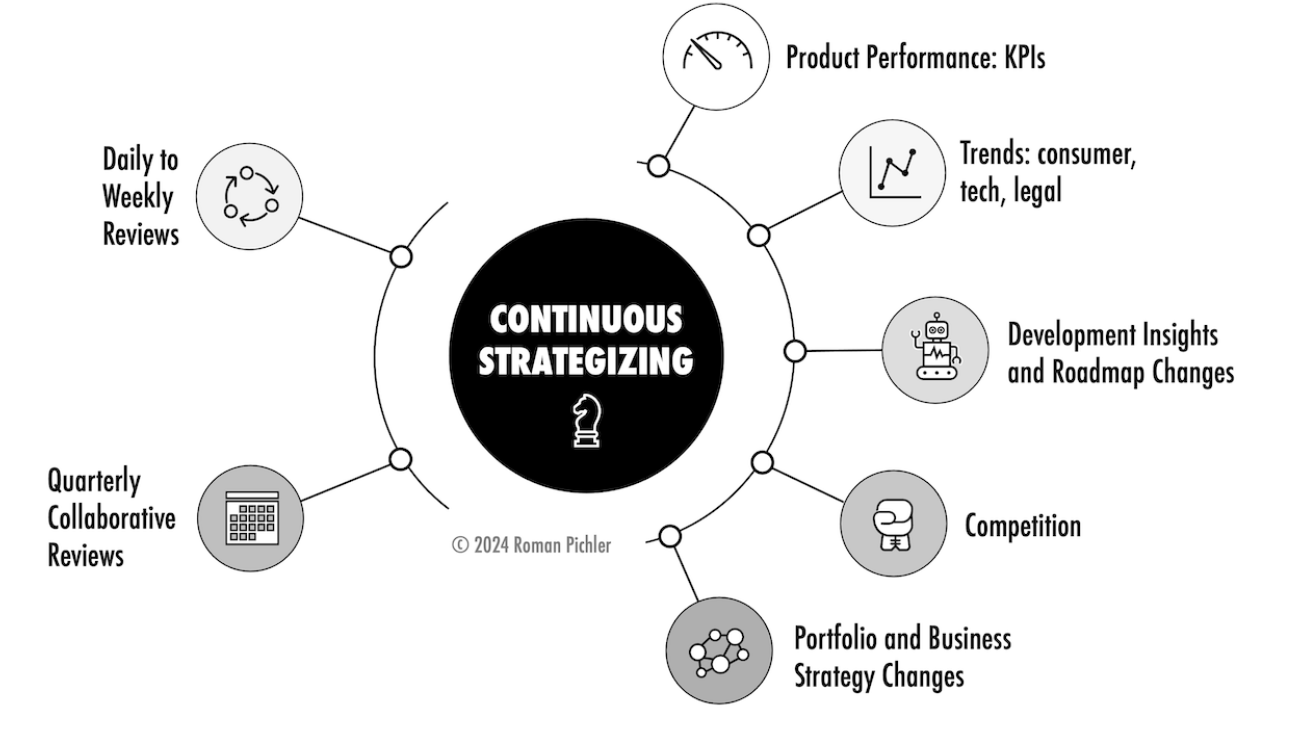 Product Performance: KPIs
Trends: consumer,
tech, legal
Daily to
Weekly
Reviews
CONTINUOUS
STRATEGIZING
Development Insights
and Roadmap Changes
Quarterly
Collaborative
Reviews
Competition
© 2024 Roman Pichler
Portfolio and Business
Strategy Changes